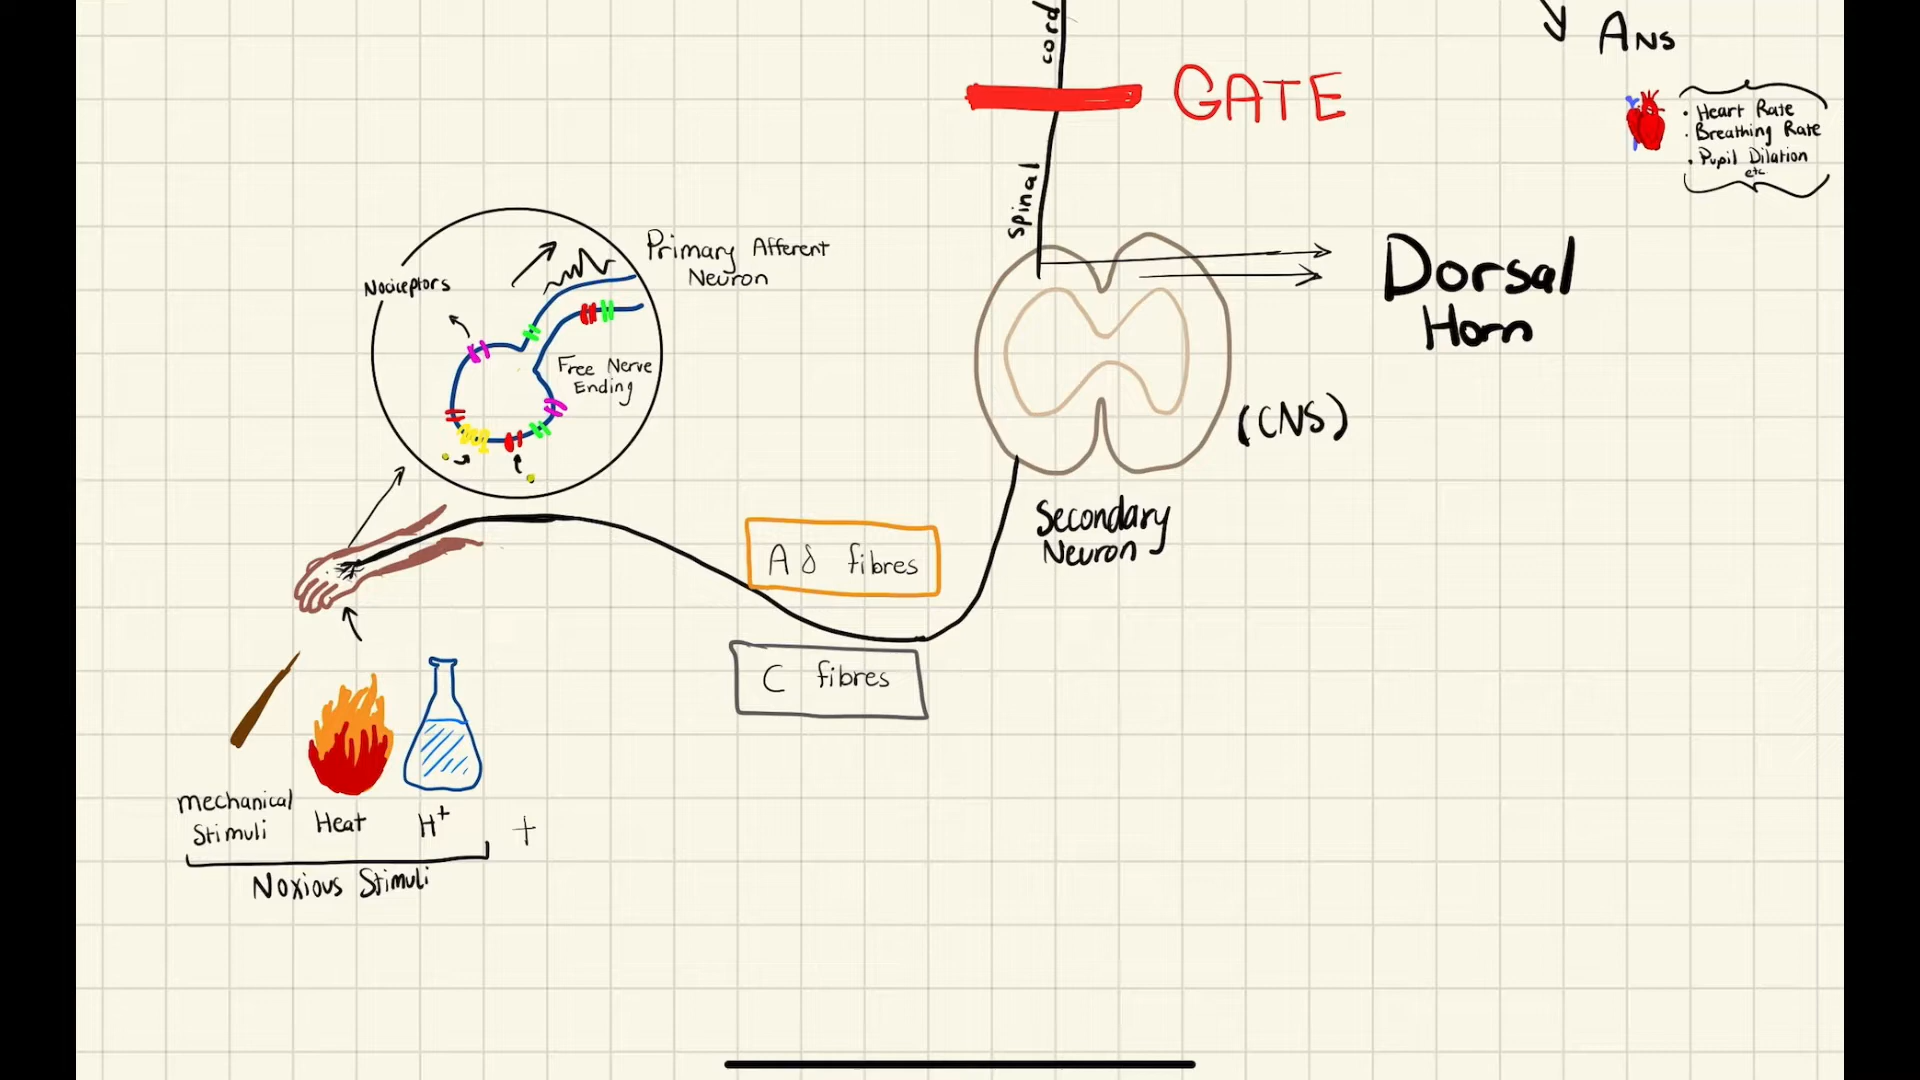 cord
GATE
Ans
• Heart Rate
• Breathing Rate
• Pupil Dilation
etc
spinal
Primary Afferent
Neuron
Nociceptors
Free Nerve
Ending
Dorsal
Horn
(CNS)
Secondary
Neuron
A δ fibres
C fibres
mechanical
Stimuli
Heat
H+
+
Noxious Stimuli